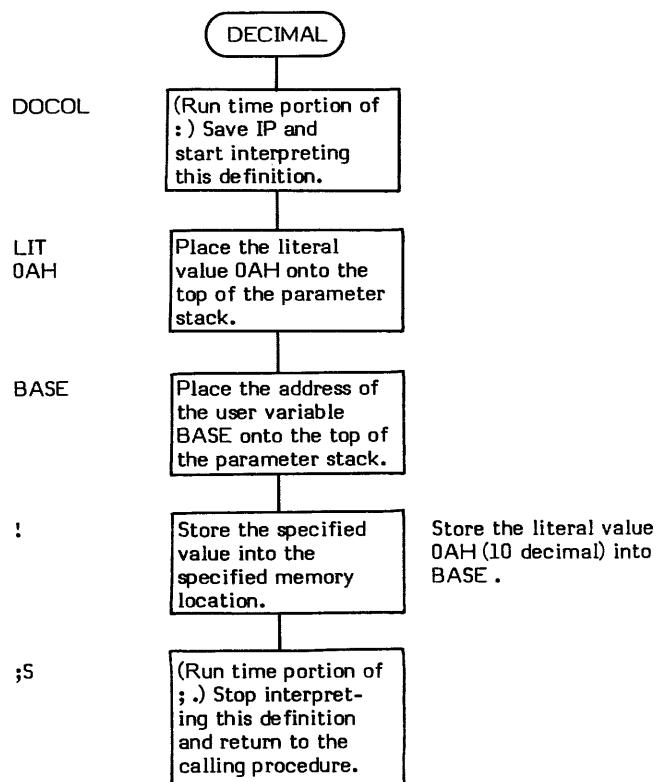 DECIMAL
DOCOL
(Run time portion of
: ) Save IP and
start interpreting
this definition.
LIT
0AH
Place the literal
value 0AH onto the
top of the parameter
stack.
BASE
Place the address of
the user variable
BASE onto the top of
the parameter stack.
!
Store the specified
value into the
specified memory
location.
Store the literal value
0AH (10 decimal) into
BASE .
;S
(Run time portion of
; .) Stop interpret-
ing this definition
and return to the
calling procedure.